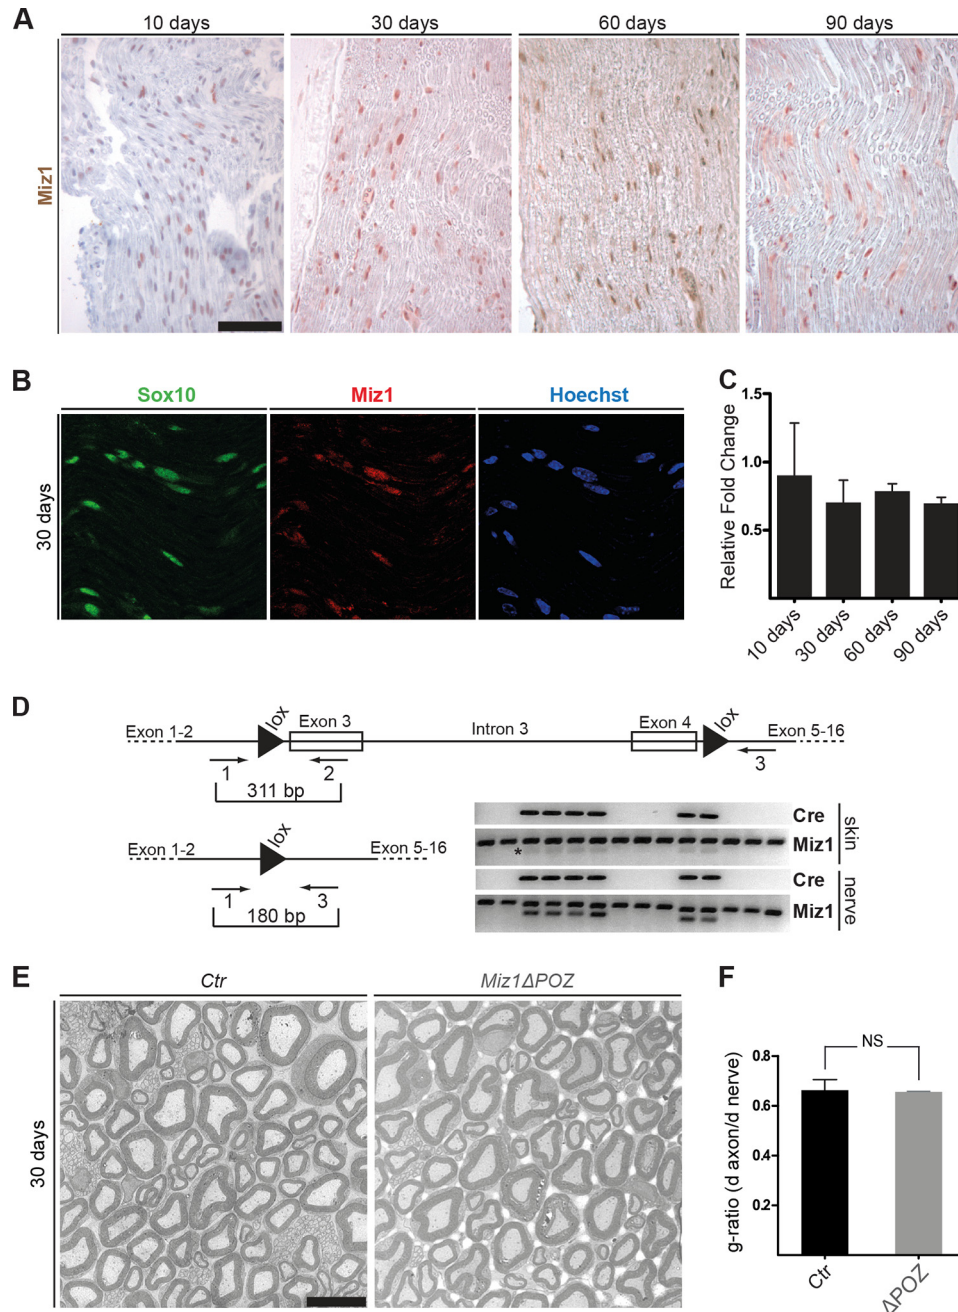 A
10 days
30 days
60 days
90 days
Miz1
B
Sox10
Miz1
Hoechst
30 days
C
Relative Fold Change
1.5
1.0
0.5
10 days
30 days
60 days
90 days
D
Exon 1-2
lox
Exon 3
Intron 3
Exon 4
lox
Exon 5-16
1
2
3
311 bp
Exon 1-2
lox
Exon 5-16
1
3
180 bp
Cre
Miz1
skin
*
Cre
Miz1
nerve
E
Ctr
Miz1ΔPOZ
30 days
F
NS
g-ratio (d axon/d nerve)
0.8
0.6
0.4
0.2
Ctr
ΔPOZ